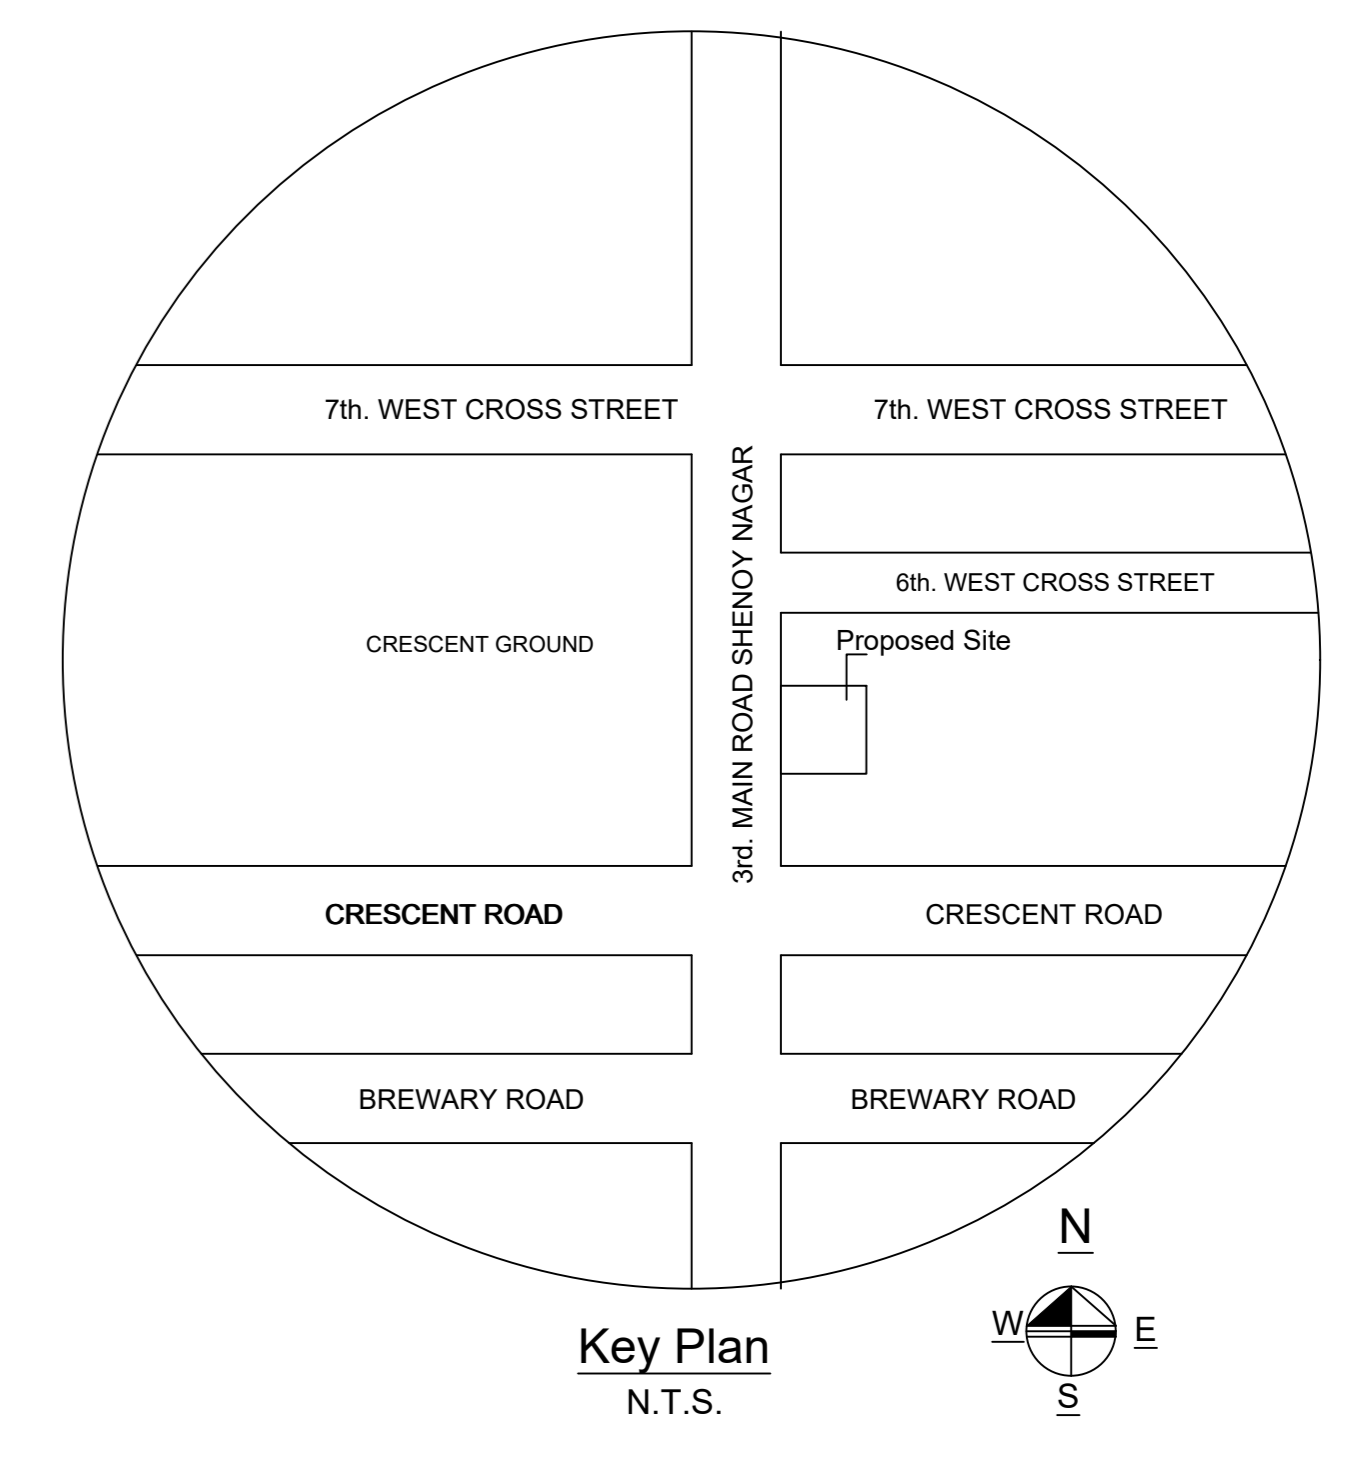 7th. WEST CROSS STREET
7th. WEST CROSS STREET
3rd. MAIN ROAD SHENOY NAGAR
6th. WEST CROSS STREET
CRESCENT GROUND
Proposed Site
CRESCENT ROAD
CRESCENT ROAD
BREWARY ROAD
BREWARY ROAD
N
W
E
S
Key Plan
N.T.S.